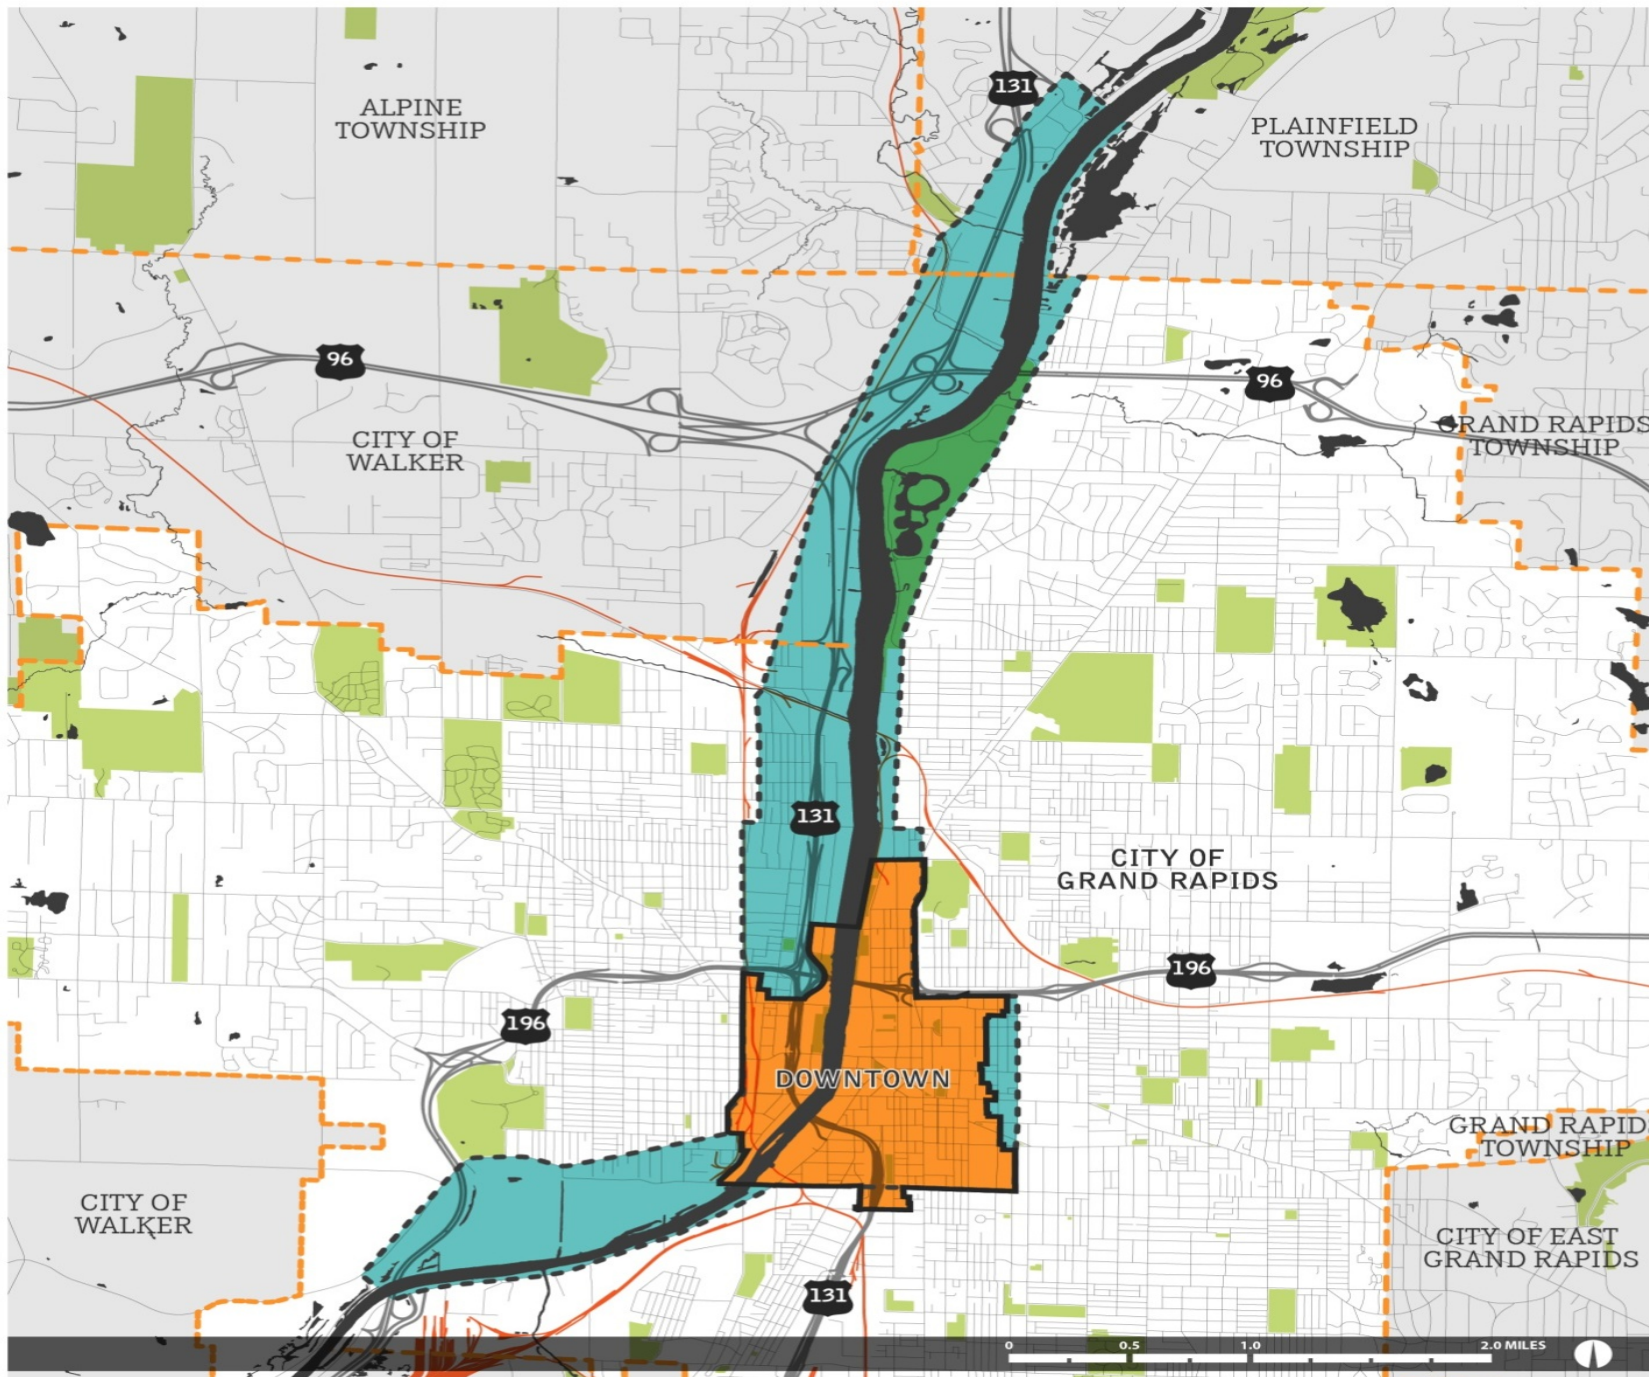 131
ALPINE
TOWNSHIP
PLAINFIELD
TOWNSHIP
96
96
CITY OF
WALKER
GRAND RAPIDS
TOWNSHIP
131
CITY OF
GRAND RAPIDS
196
196
DOWNTOWN
GRAND RAPID
TOWNSHIP
CITY OF
WALKER
CITY OF EAST
GRAND RAPIDS
131
0 0.5 1.0 2.0 MILES